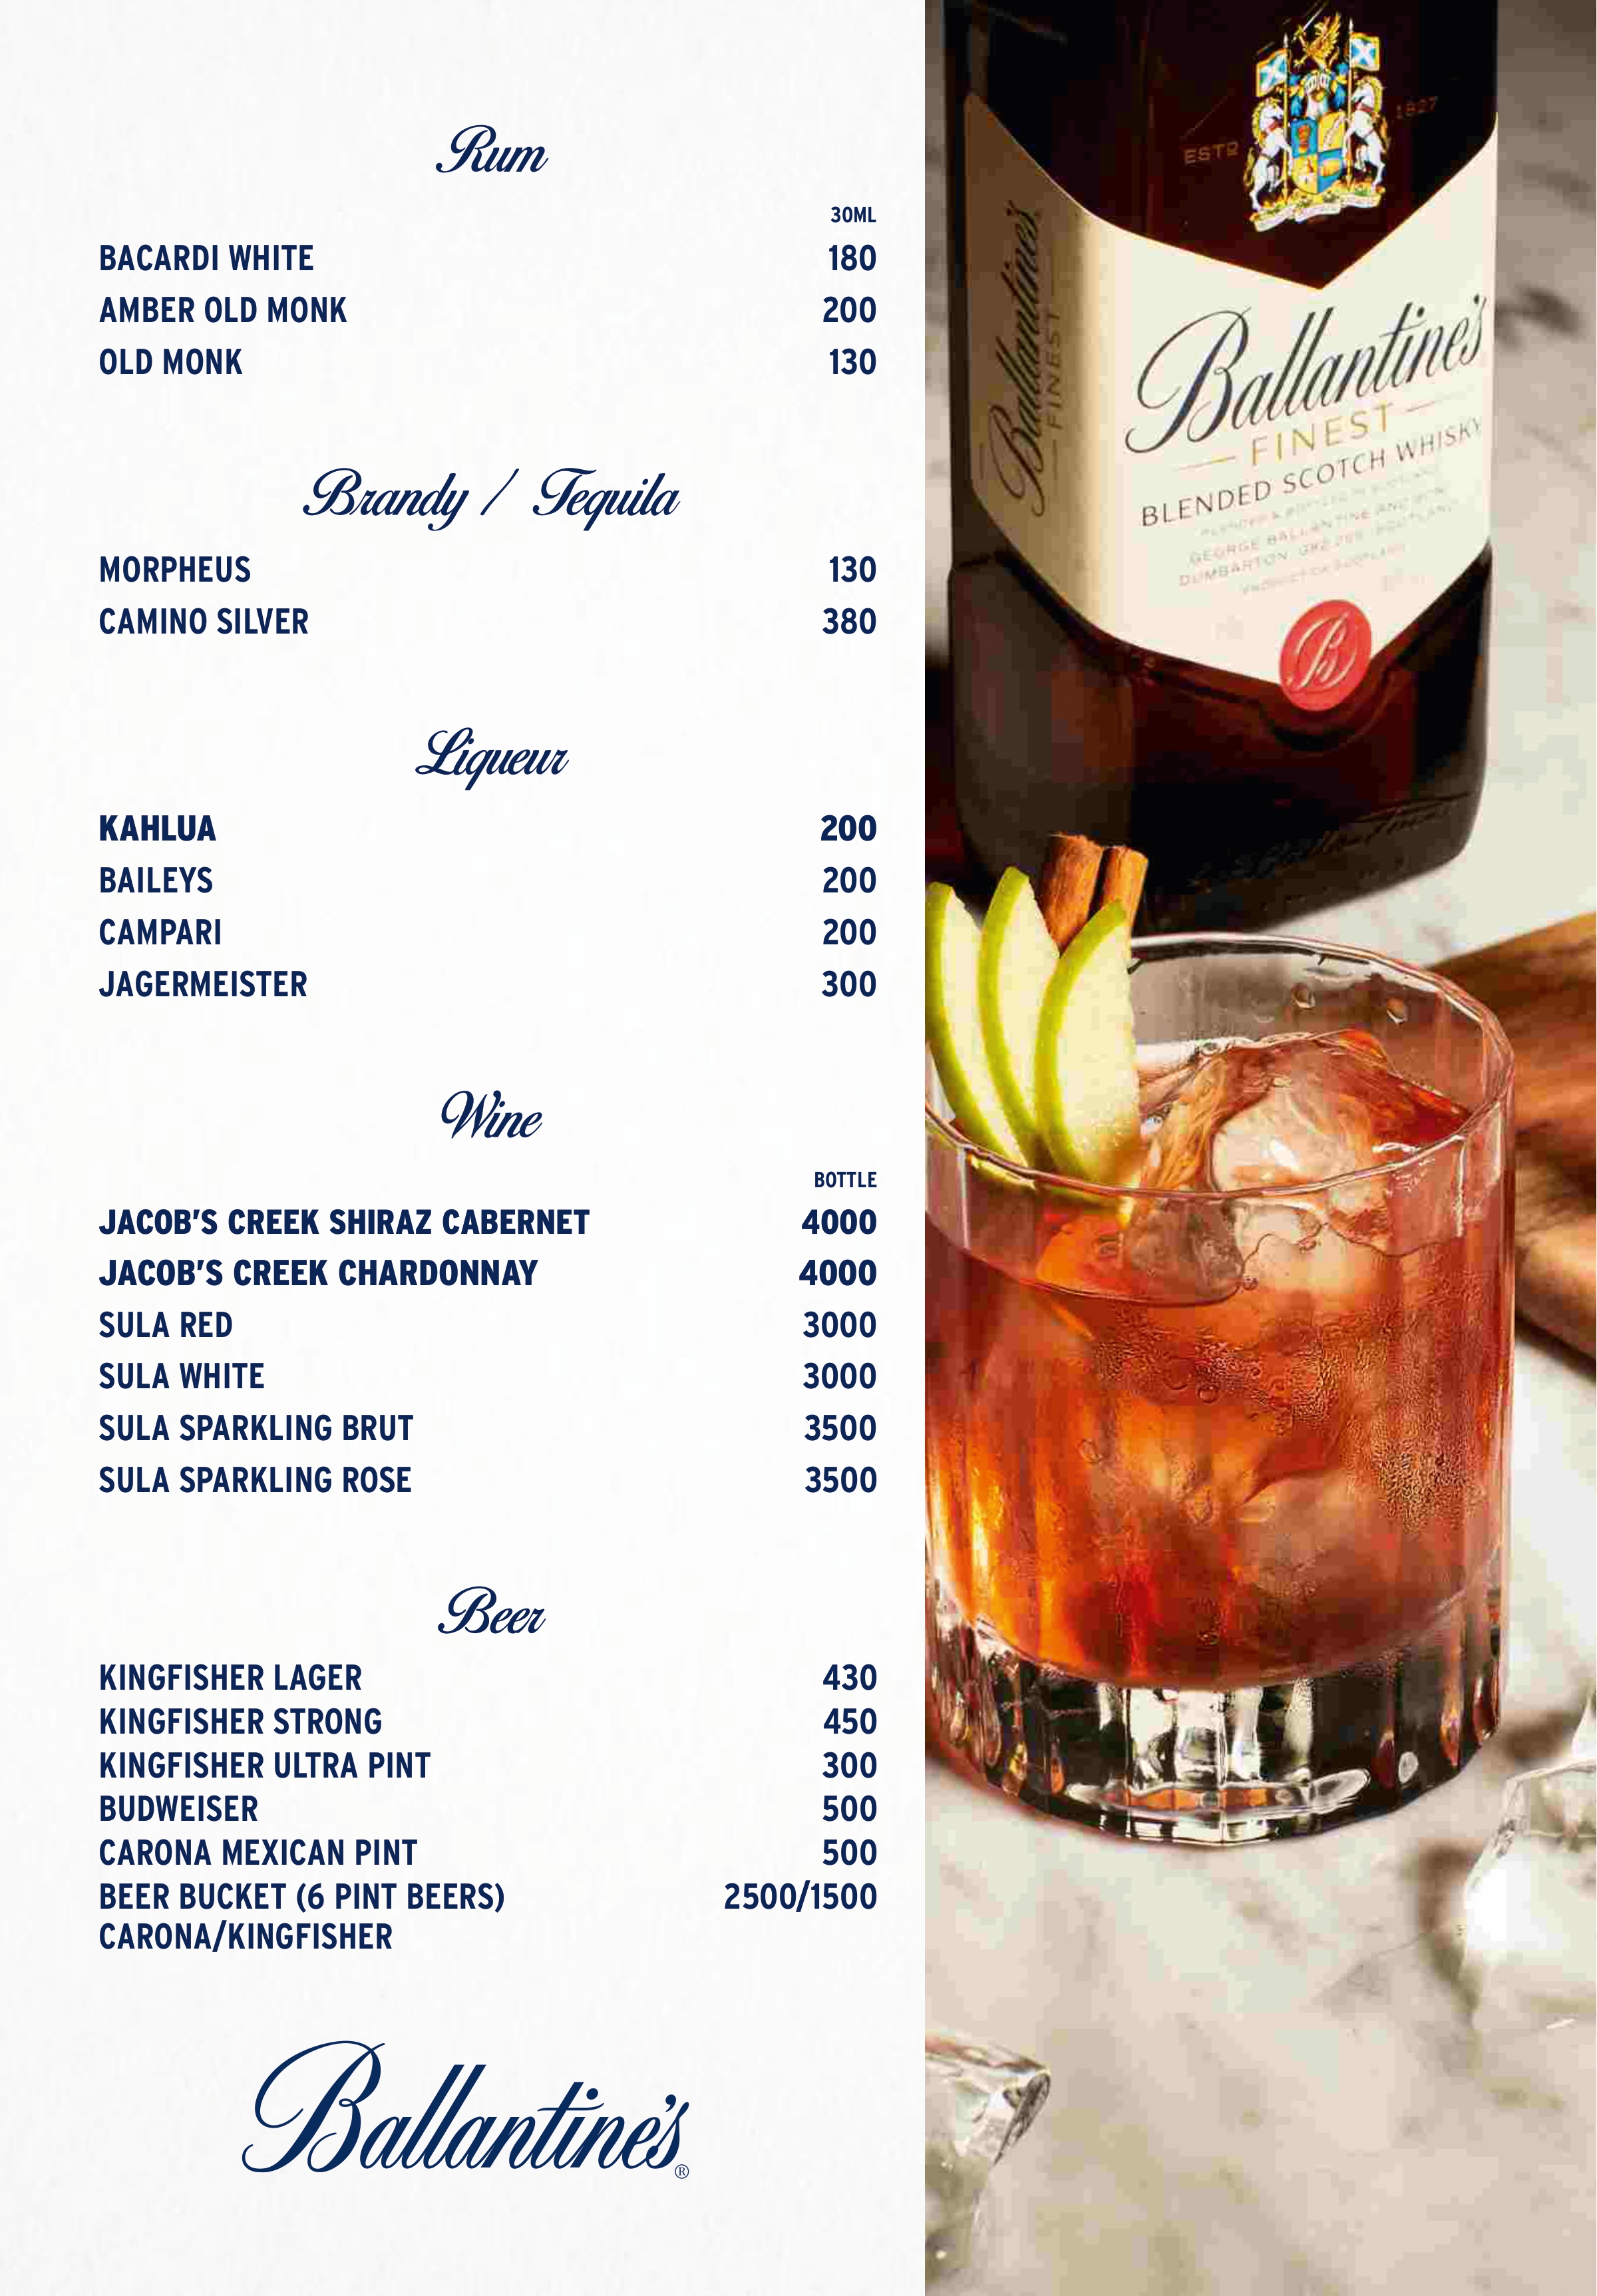 Rum
30ML
BACARDI WHITE 180
AMBER OLD MONK 200
OLD MONK 130
Brandy / Tequila
MORPHEUS 130
CAMINO SILVER 380
Liqueur
KAHLUA 200
BAILEYS 200
CAMPARI 200
JAGERMEISTER 300
Wine
BOTTLE
JACOB'S CREEK SHIRAZ CABERNET 4000
JACOB'S CREEK CHARDONNAY 4000
SULA RED 3000
SULA WHITE 3000
SULA SPARKLING BRUT 3500
SULA SPARKLING ROSE 3500
Beer
KINGFISHER LAGER 430
KINGFISHER STRONG 450
KINGFISHER ULTRA PINT 300
BUDWEISER 500
CARONA MEXICAN PINT 500
BEER BUCKET (6 PINT BEERS) 2500/1500
CARONA/KINGFISHER
Ballantine's®
ESTD 1827
Ballantine's
FINEST
Ballantine's
FINEST
BLENDED SCOTCH WHISKY
GEORGE BALLANTINE AND
DUMBARTON SCOTLAND
PRODUCT OF SCOTLAND
B